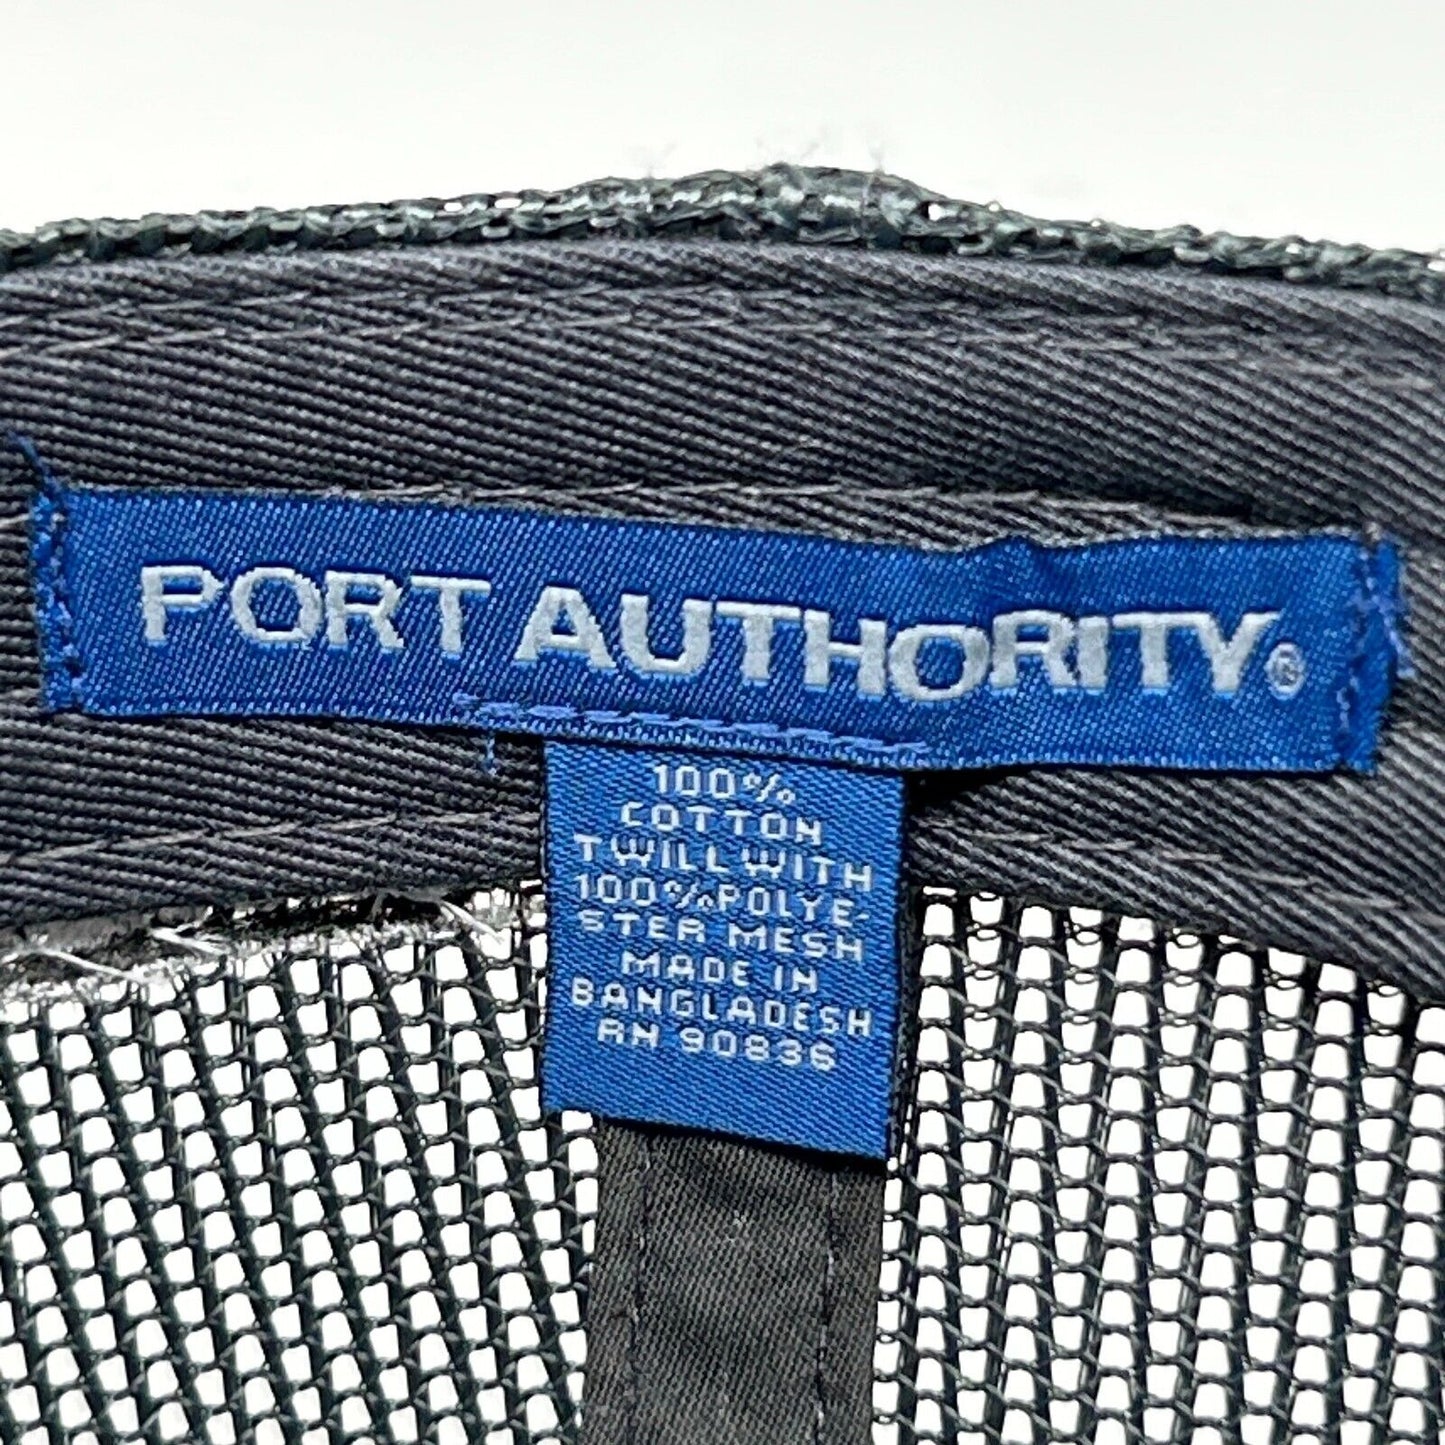 PORT AUTHORITY®
100%
COTTON
TWILL WITH
100% POLYE-
STER MESH
MADE IN
BANGLADESH
RN 90836